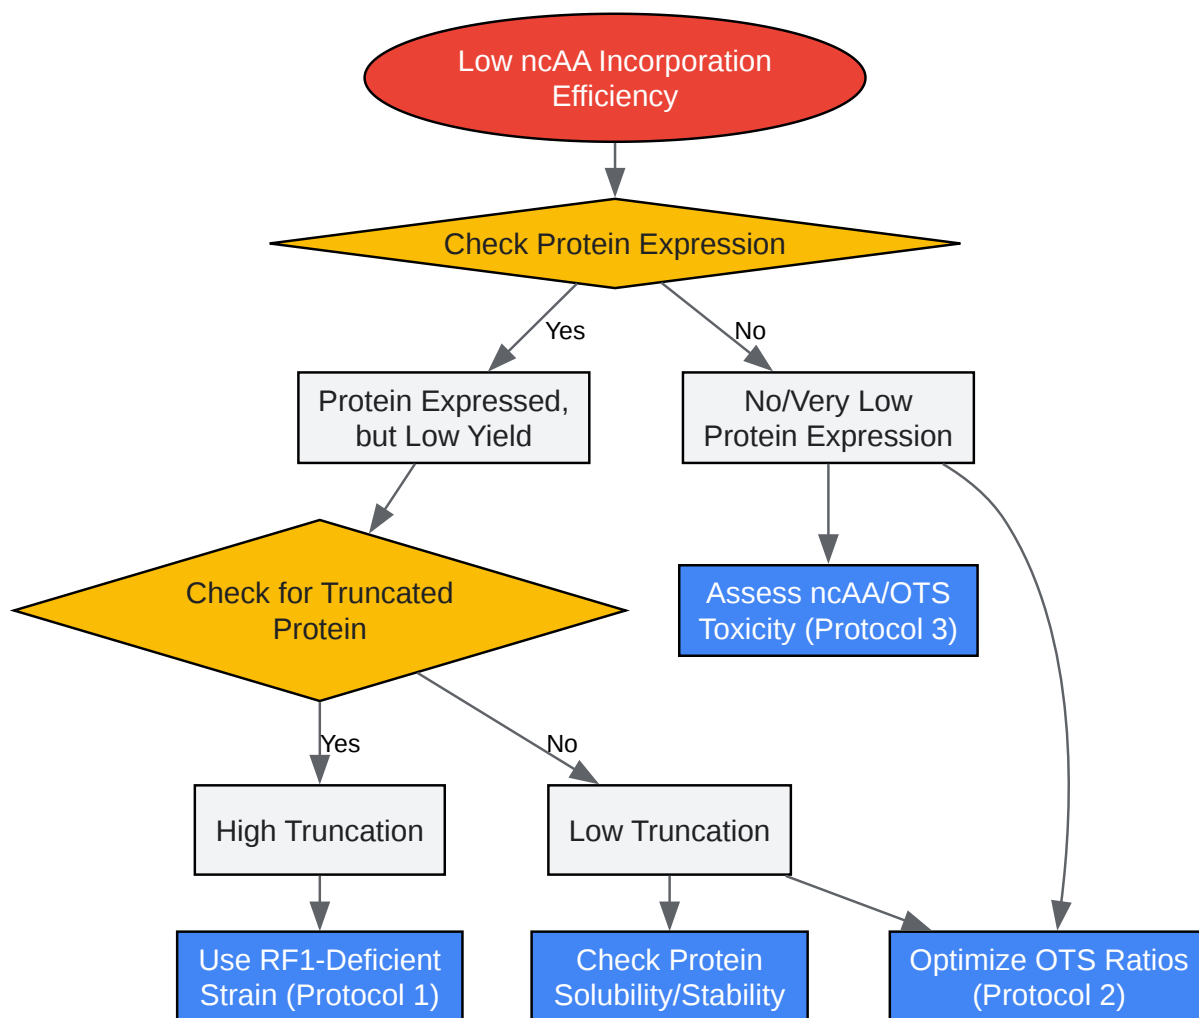 Low ncAA Incorporation
Efficiency
Check Protein Expression
Yes
No
Protein Expressed,
but Low Yield
No/Very Low
Protein Expression
Check for Truncated
Protein
Assess ncAA/OTS
Toxicity (Protocol 3)
Yes
No
High Truncation
Low Truncation
Use RF1-Deficient
Strain (Protocol 1)
Check Protein
Solubility/Stability
Optimize OTS Ratios
(Protocol 2)